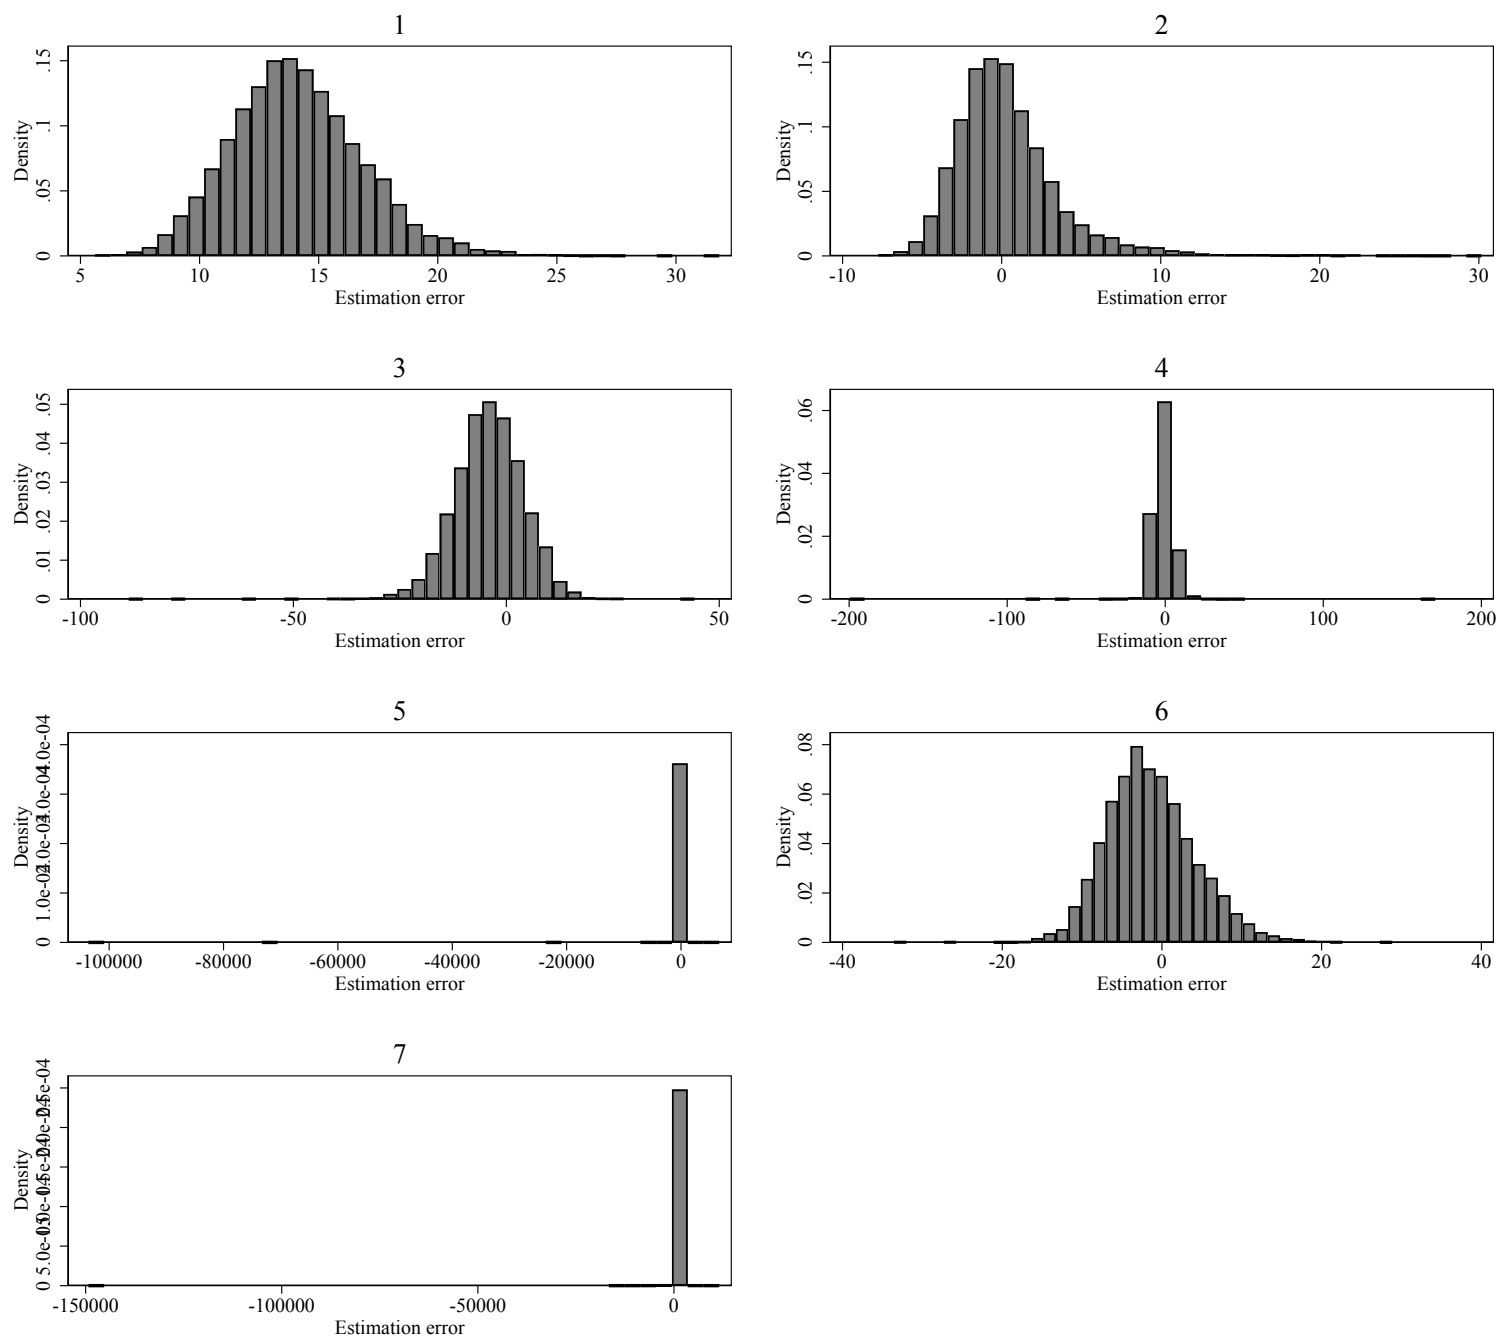 1
.15
.1
.05
0
Density
5 10 15 20 25 30
Estimation error
2
.15
.1
.05
0
Density
-10 0 10 20 30
Estimation error
3
.05
.04
.03
.02
.01
0
Density
-100 -50 0 50
Estimation error
4
.06
.04
.02
0
Density
-200 -100 0 100 200
Estimation error
5
0
Density
-100000 -80000 -60000 -40000 -20000 0
Estimation error
6
.08
.06
.04
.02
0
Density
-40 -20 0 20 40
Estimation error
7
0
Density
-150000 -100000 -50000 0
Estimation error